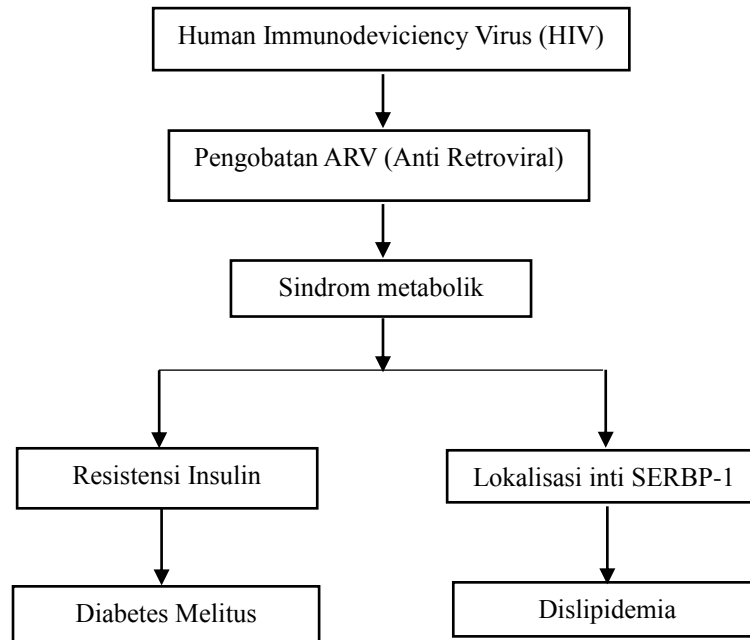 Human Immunodeviciency Virus (HIV)
Pengobatan ARV (Anti Retroviral)
Sindrom metabolik
Resistensi Insulin
Lokalisasi inti SERBP-1
Diabetes Melitus
Dislipidemia